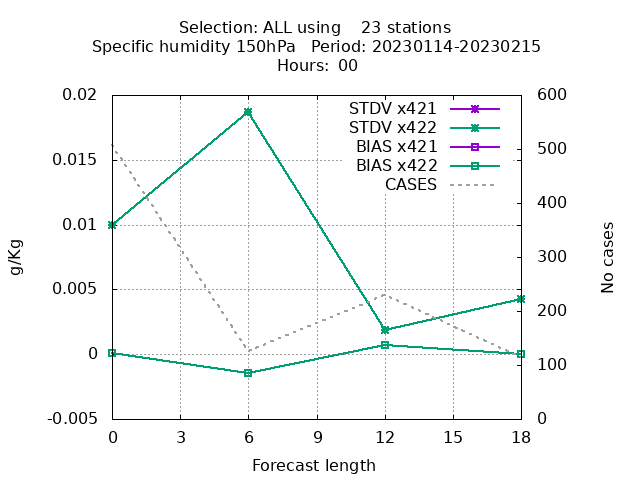 Selection: ALL using    23 stations
Specific humidity 150hPa   Period: 20230114-20230215
Hours: 00
0.02
0.015
0.01
0.005
0
-0.005
g/Kg
600
500
400
300
200
100
0
No cases
STDV x421
STDV x422
BIAS x421
BIAS x422
CASES
0 3 6 9 12 15 18
Forecast length